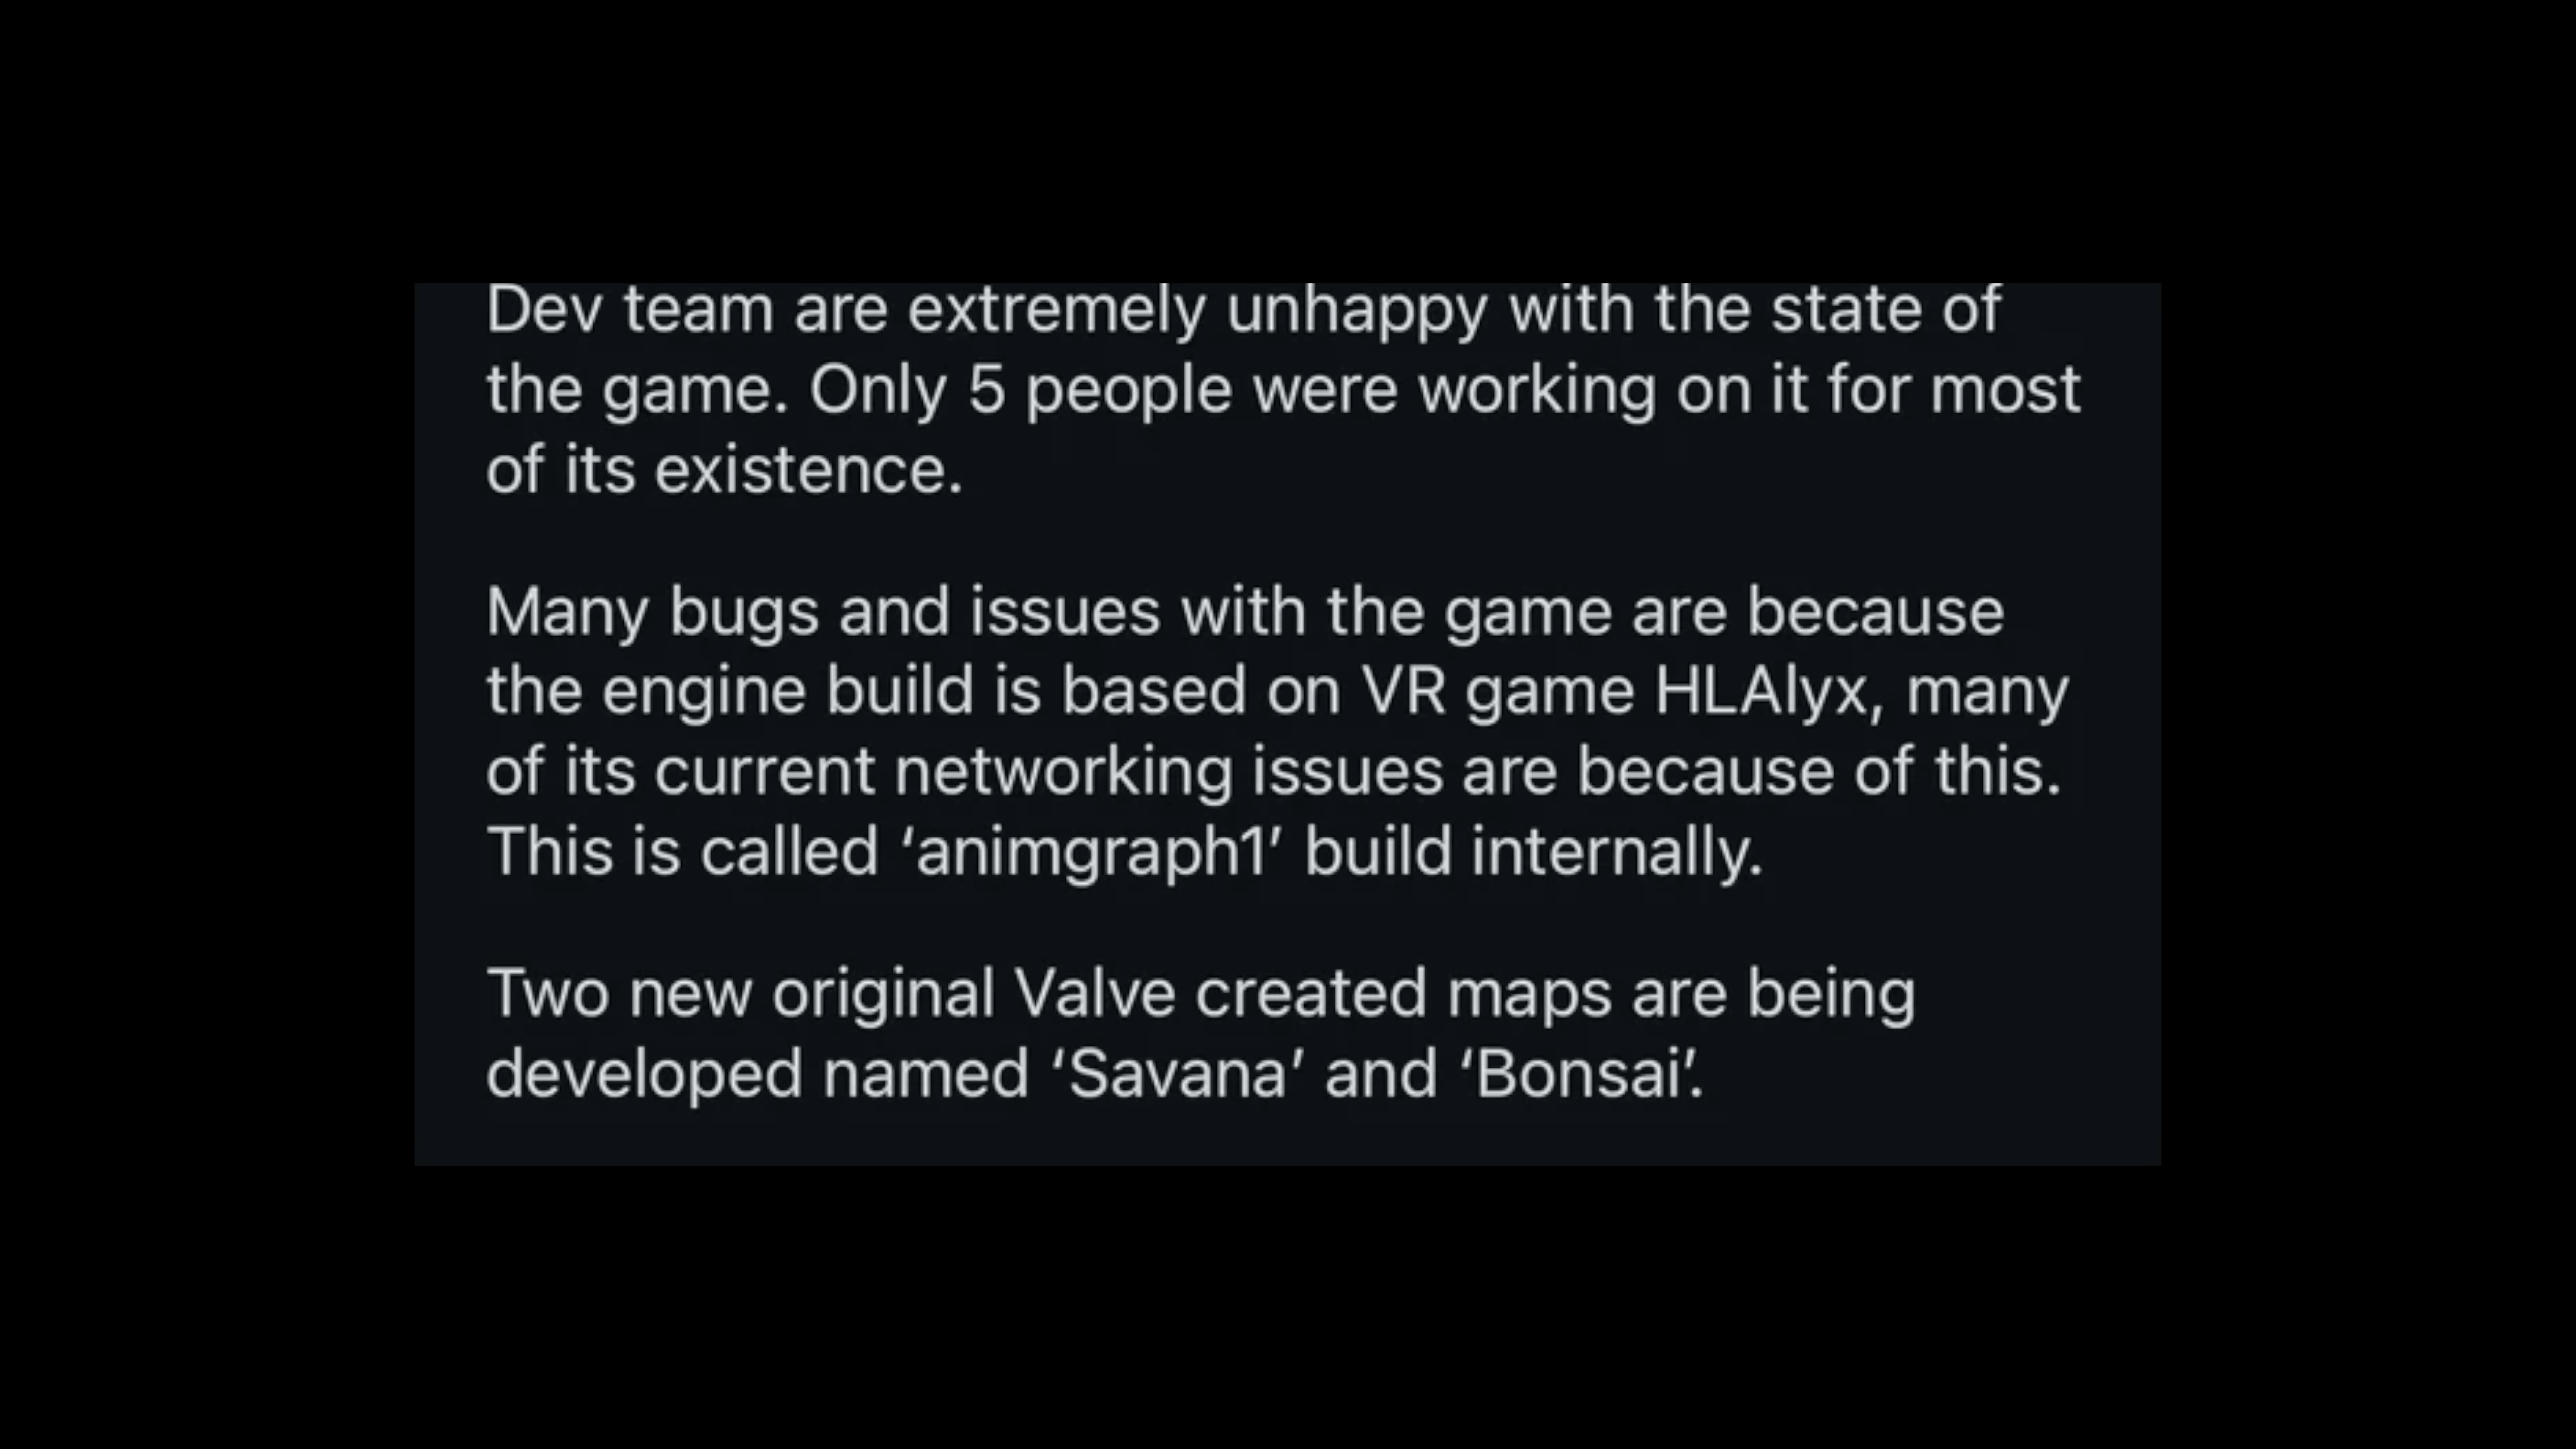 Dev team are extremely unhappy with the state of
the game. Only 5 people were working on it for most
of its existence.
Many bugs and issues with the game are because
the engine build is based on VR game HLAlyx, many
of its current networking issues are because of this.
This is called ‘animgraph1’ build internally.
Two new original Valve created maps are being
developed named ‘Savana’ and ‘Bonsai’.